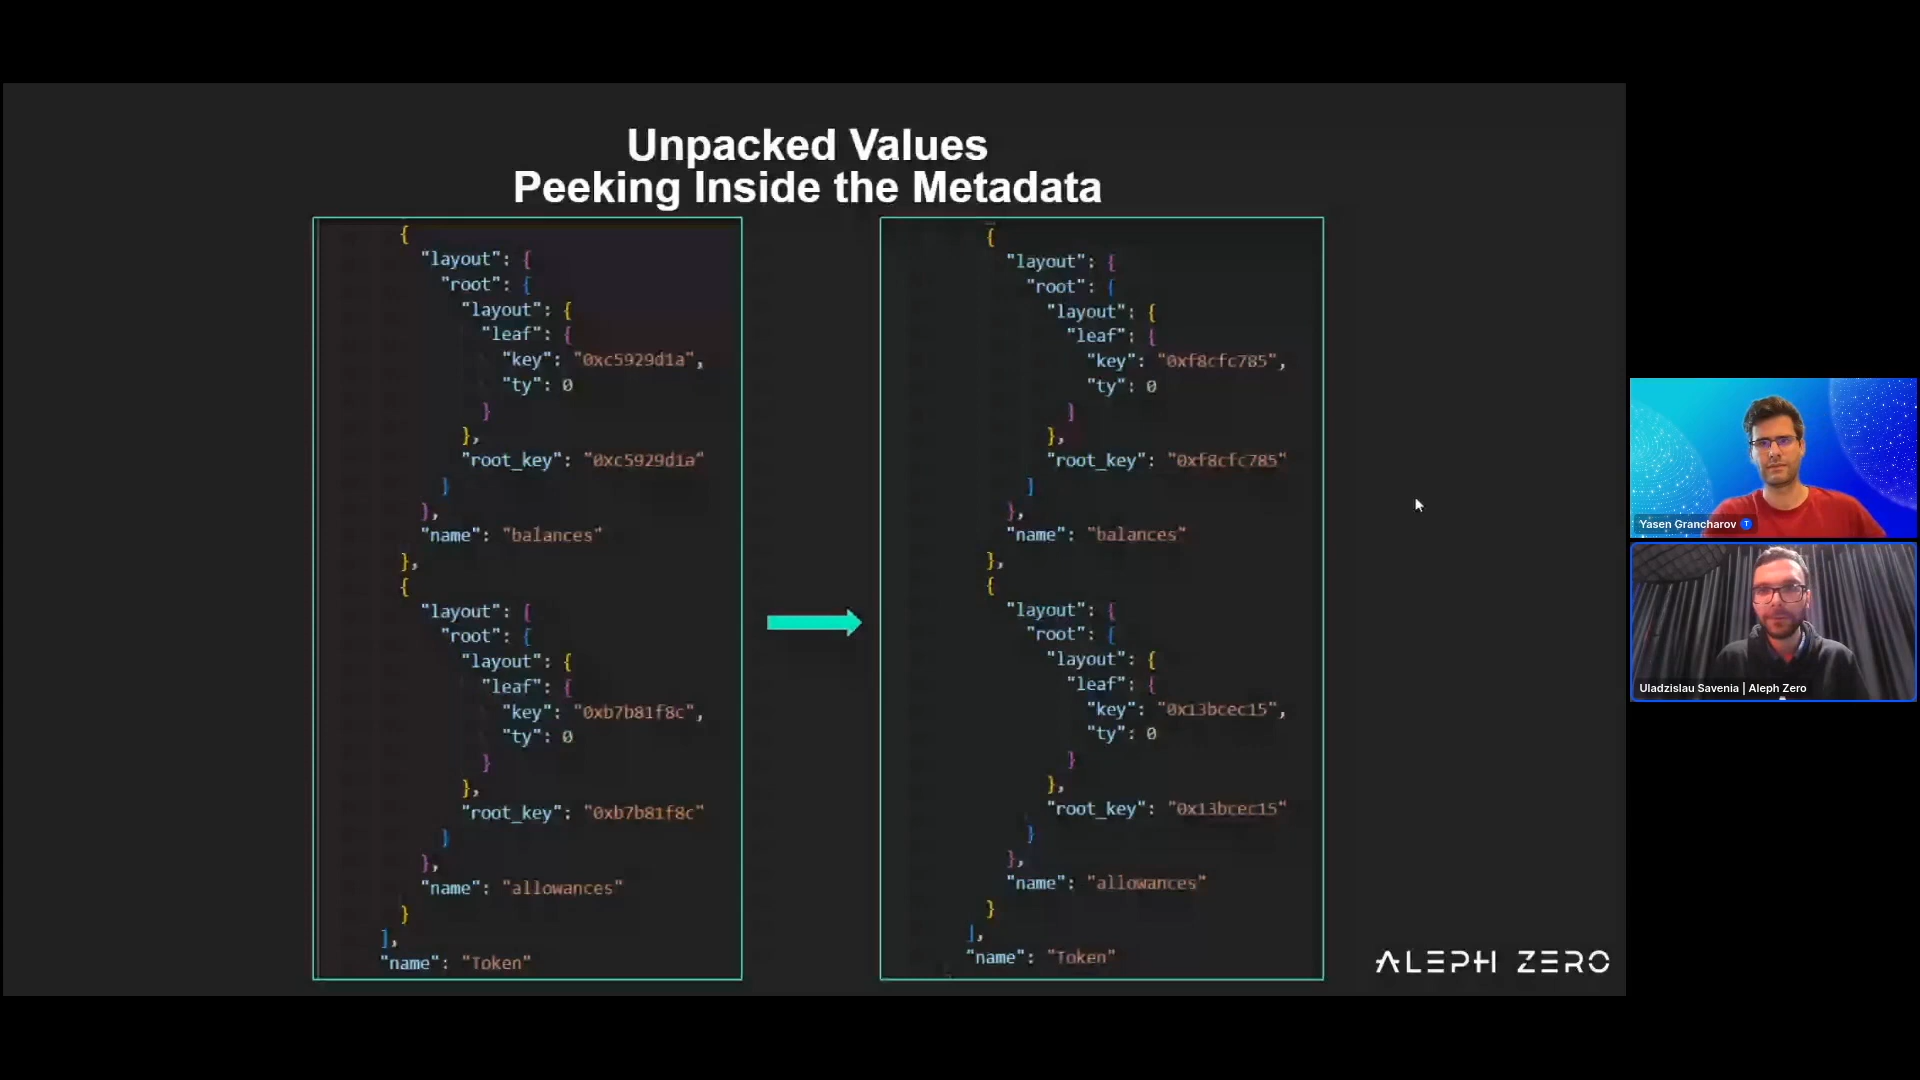 Unpacked Values
Peeking Inside the Metadata
{
"layout": {
"root": {
"layout": {
"leaf": {
"key": "0xc5929d1a",
"ty": 0
}
},
"root_key": "0xc5929d1a"
}
},
"name": "balances"
},
{
"layout": {
"root": {
"layout": {
"leaf": {
"key": "0xb7b81f8c",
"ty": 0
}
},
"root_key": "0xb7b81f8c"
}
},
"name": "allowances"
}
],
"name": "Token"
{
"layout": {
"root": {
"layout": {
"leaf": {
"key": "0xf8cfc785",
"ty": 0
}
},
"root_key": "0xf8cfc785"
}
},
"name": "balances"
},
{
"layout": {
"root": {
"layout": {
"leaf": {
"key": "0x13bcec15",
"ty": 0
}
},
"root_key": "0x13bcec15"
}
},
"name": "allowances"
}
],
"name": "Token"
ALEPH ZERO
Yasen Grancharov
Uladzislau Savenia | Aleph Zero